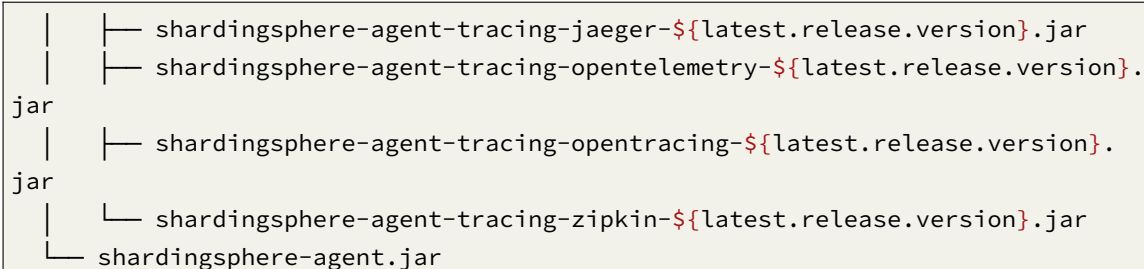 │   ├── shardingsphere-agent-tracing-jaeger-${latest.release.version}.jar
│   ├── shardingsphere-agent-tracing-opentelemetry-${latest.release.version}.
jar
│   ├── shardingsphere-agent-tracing-opentracing-${latest.release.version}.
jar
│   └── shardingsphere-agent-tracing-zipkin-${latest.release.version}.jar
└── shardingsphere-agent.jar